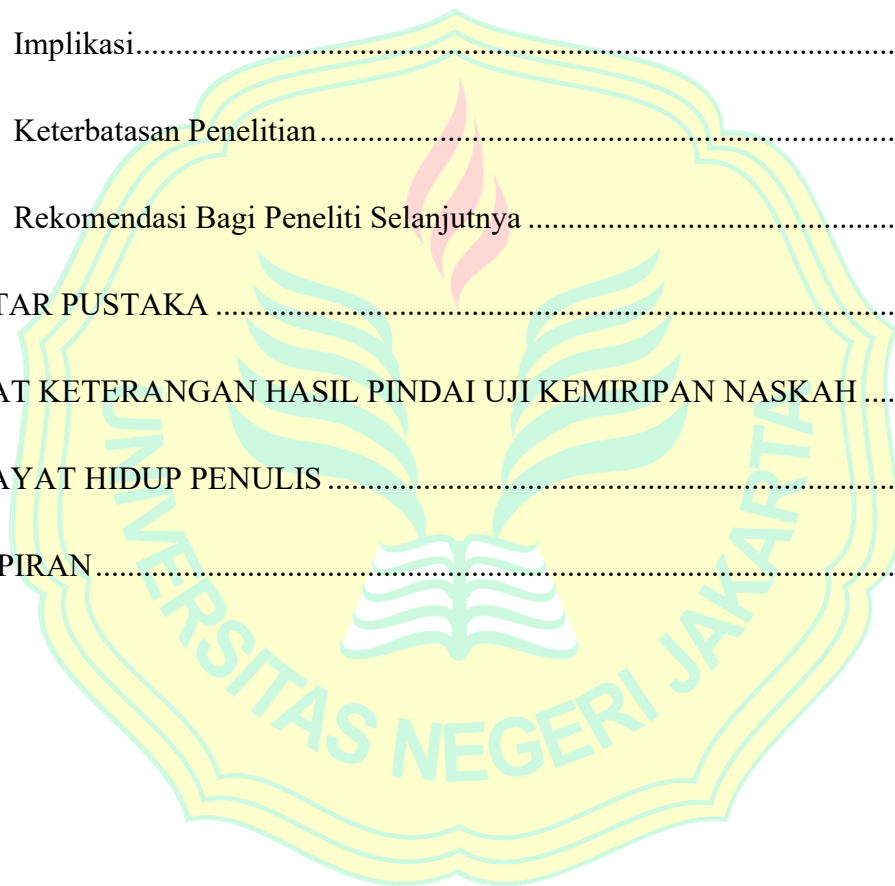 Implikasi................................................................................................
Keterbatasan Penelitian........................................................................
Rekomendasi Bagi Peneliti Selanjutnya ..............................................
TAR PUSTAKA .....................................................................................
AT KETERANGAN HASIL PINDAI UJI KEMIRIPAN NASKAH ....
AYAT HIDUP PENULIS .......................................................................
PIRAN....................................................................................................
UNIVERSITAS NEGERI JAKARTA